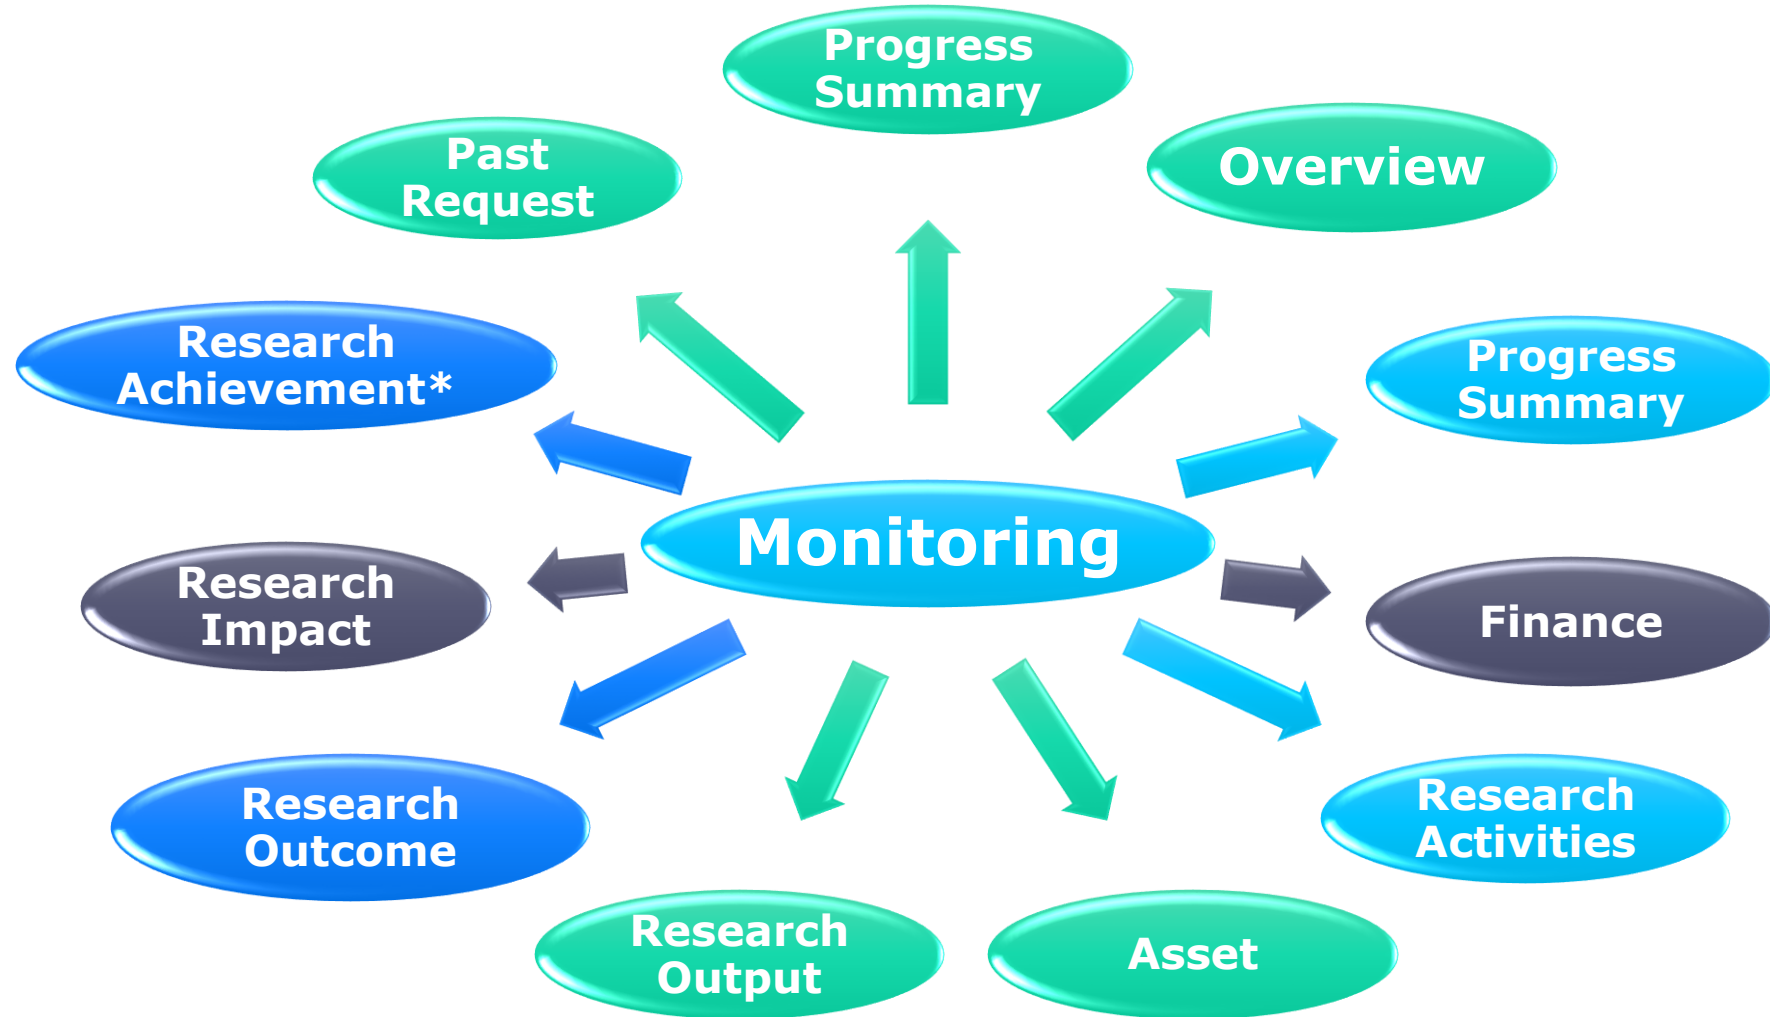 Progress
Summary
Overview
Past
Request
Progress
Summary
Research
Achievement*
Monitoring
Finance
Research
Impact
Research
Activities
Research
Outcome
Asset
Research
Output